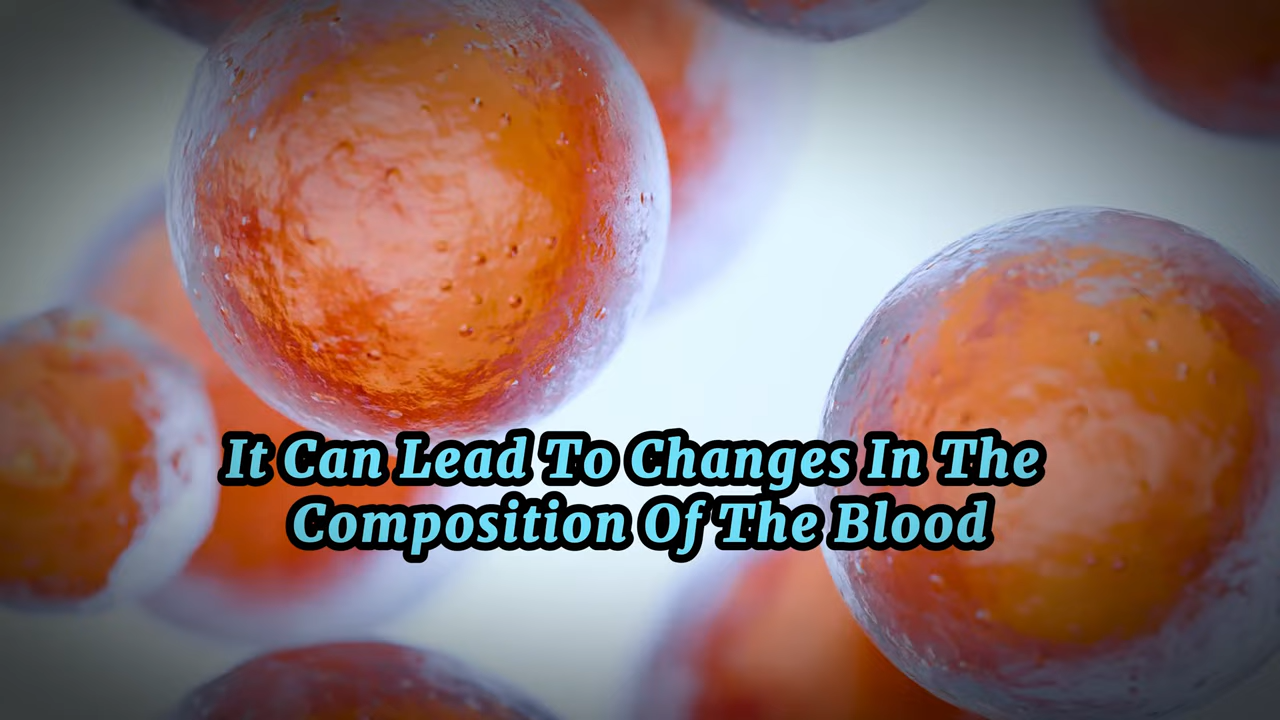 It Can Lead To Changes In The
Composition Of The Blood